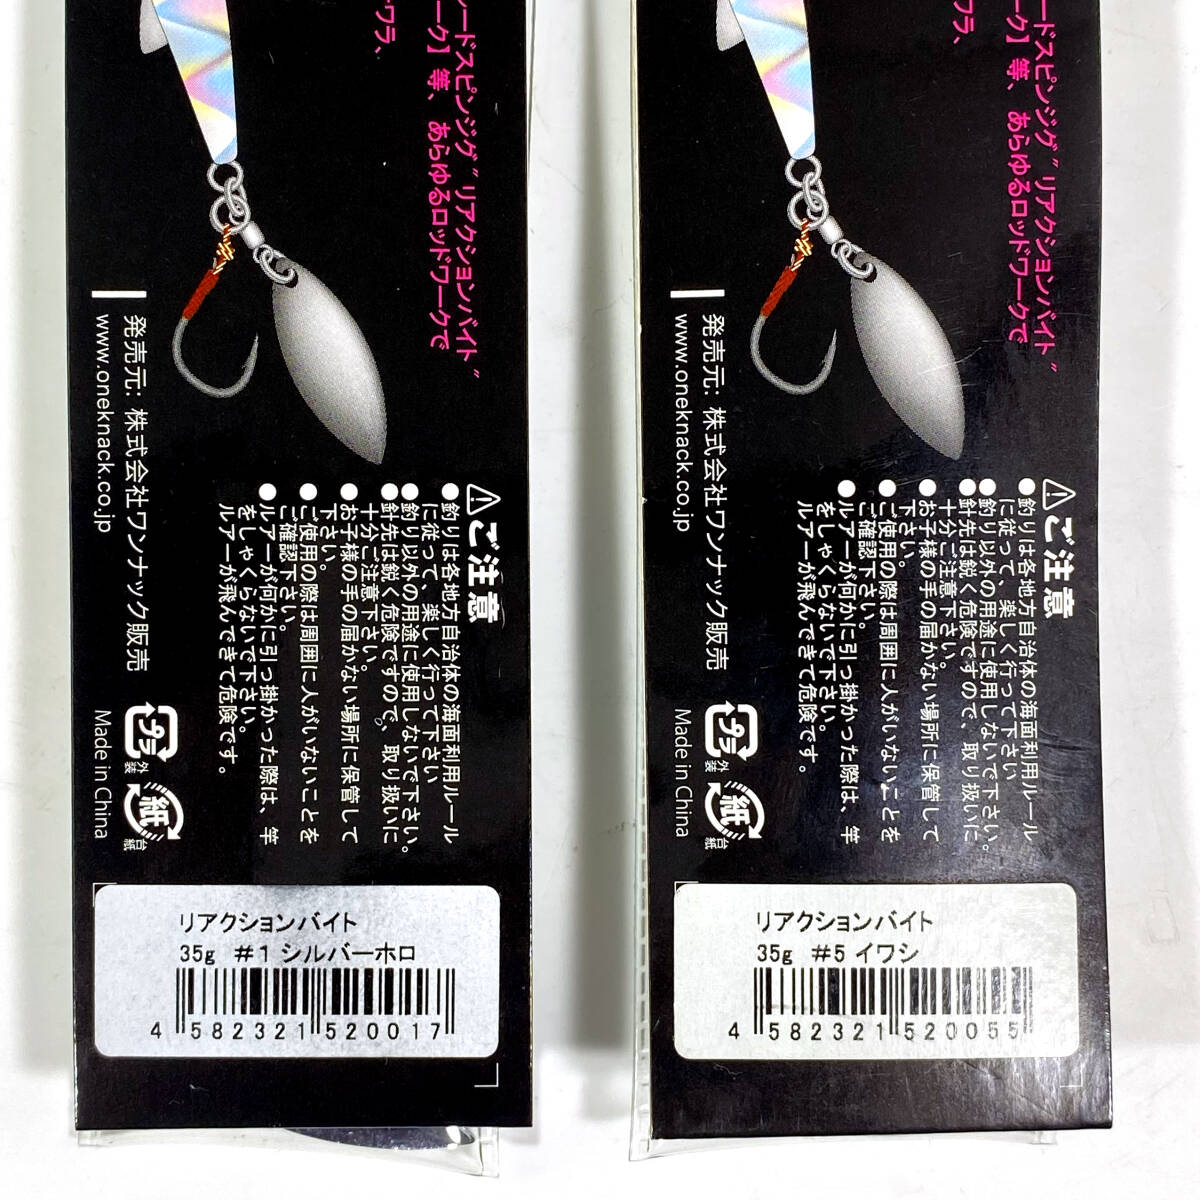 ードスピンジグ〟リアクションバイト〟
ーク】等、あらゆるロッドワークで
ワラ、
⚠ご注意
●釣りは各地方自治体の海面利用ルール
に従って、楽しく行って下さい
●釣り以外の用途に使用しないで下さい。
●針先は鋭く危険ですので、取り扱いに
十分ご注意下さい。
●お子様の手の届かない場所に保管して
下さい。
●ご使用の際は周囲に人がいないことを
ご確認下さい。
●ルアーが何かに引っ掛かった際は、竿
をしゃくらないで下さい。
ルアーが飛んできて危険です。
発売元: 株式会社ワンナック販売
www.oneknack.co.jp
プラ
外装
紙
台紙
Made in China
リアクションバイト
35g #1 シルバーホロ
4 582321 520017
ードスピンジグ〟リアクションバイト〟
ーク】等、あらゆるロッドワークで
ワラ、
⚠ご注意
●釣りは各地方自治体の海面利用ルール
に従って、楽しく行って下さい
●釣り以外の用途に使用しないで下さい。
●針先は鋭く危険ですので、取り扱いに
十分ご注意下さい。
●お子様の手の届かない場所に保管して
下さい。
●ご使用の際は周囲に人がいないことを
ご確認下さい。
●ルアーが何かに引っ掛かった際は、竿
をしゃくらないで下さい。
ルアーが飛んできて危険です。
発売元: 株式会社ワンナック販売
www.oneknack.co.jp
プラ
外装
紙
台紙
Made in China
リアクションバイト
35g #5 イワシ
4 582321 520055